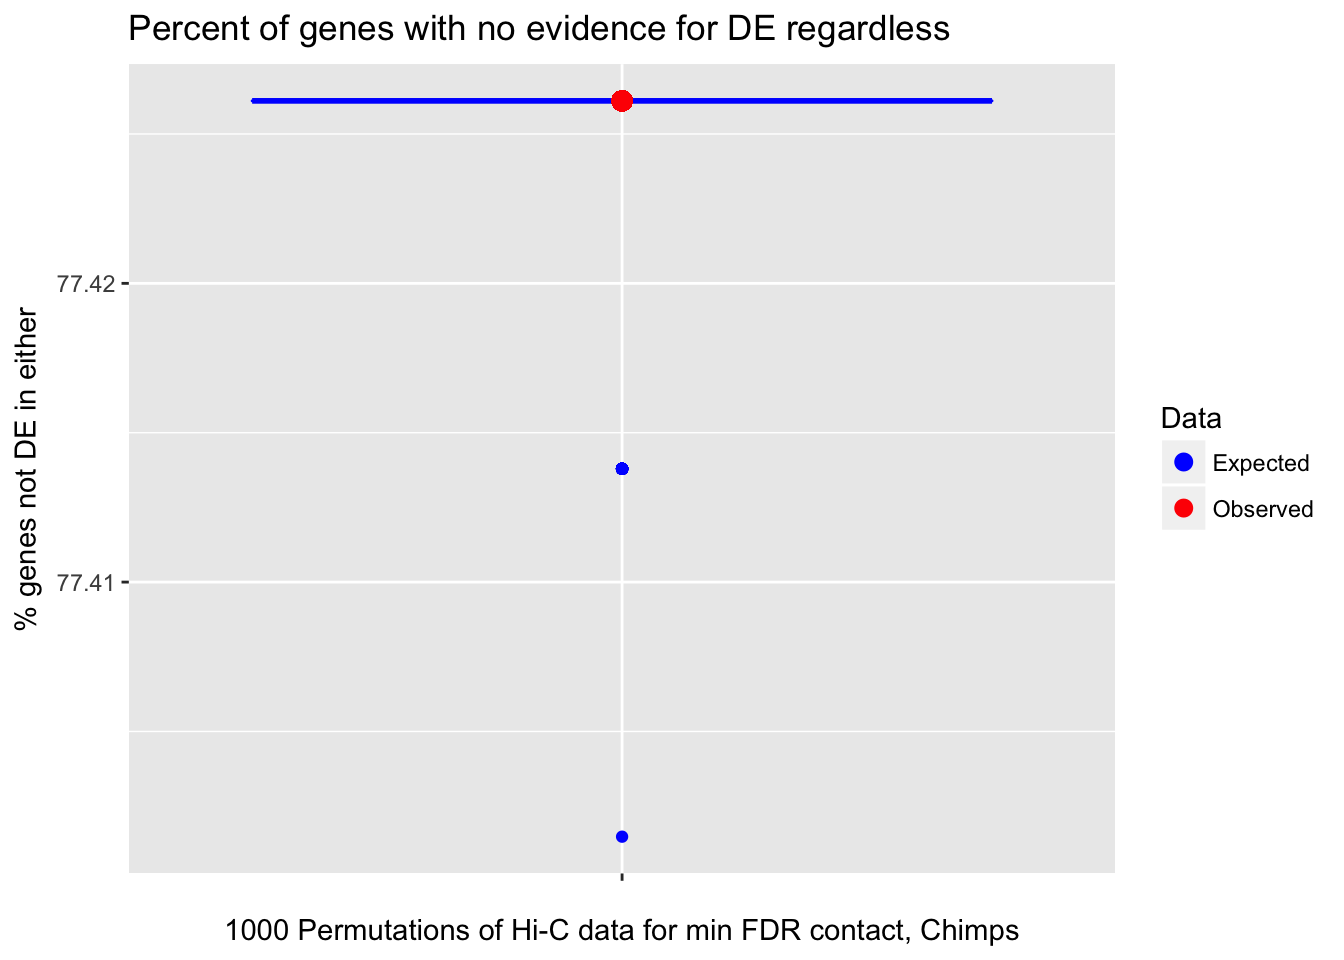 Percent of genes with no evidence for DE regardless
% genes not DE in either
77.42
77.41
1000 Permutations of Hi-C data for min FDR contact, Chimps
Data
Expected
Observed